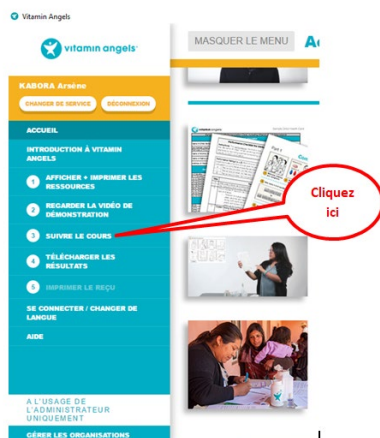 Vitamin Angels
vitamin angels
MASQUER LE MENU
KABORA Arsène
CHANGER DE SERVICE
DÉCONNEXION
ACCUEIL
INTRODUCTION À VITAMIN
ANGELS
1 AFFICHER + IMPRIMER LES
RESSOURCES
2 REGARDER LA VIDÉO DE
DÉMONSTRATION
3 SUIVRE LE COURS
4 TÉLÉCHARGER LES
RÉSULTATS
5 IMPRIMER LE REÇU
SE CONNECTER / CHANGER DE
LANGUE
AIDE
A L'USAGE DE
L'ADMINISTRATEUR
UNIQUEMENT
GÉRER LES ORGANISATIONS
Cliquez
ici